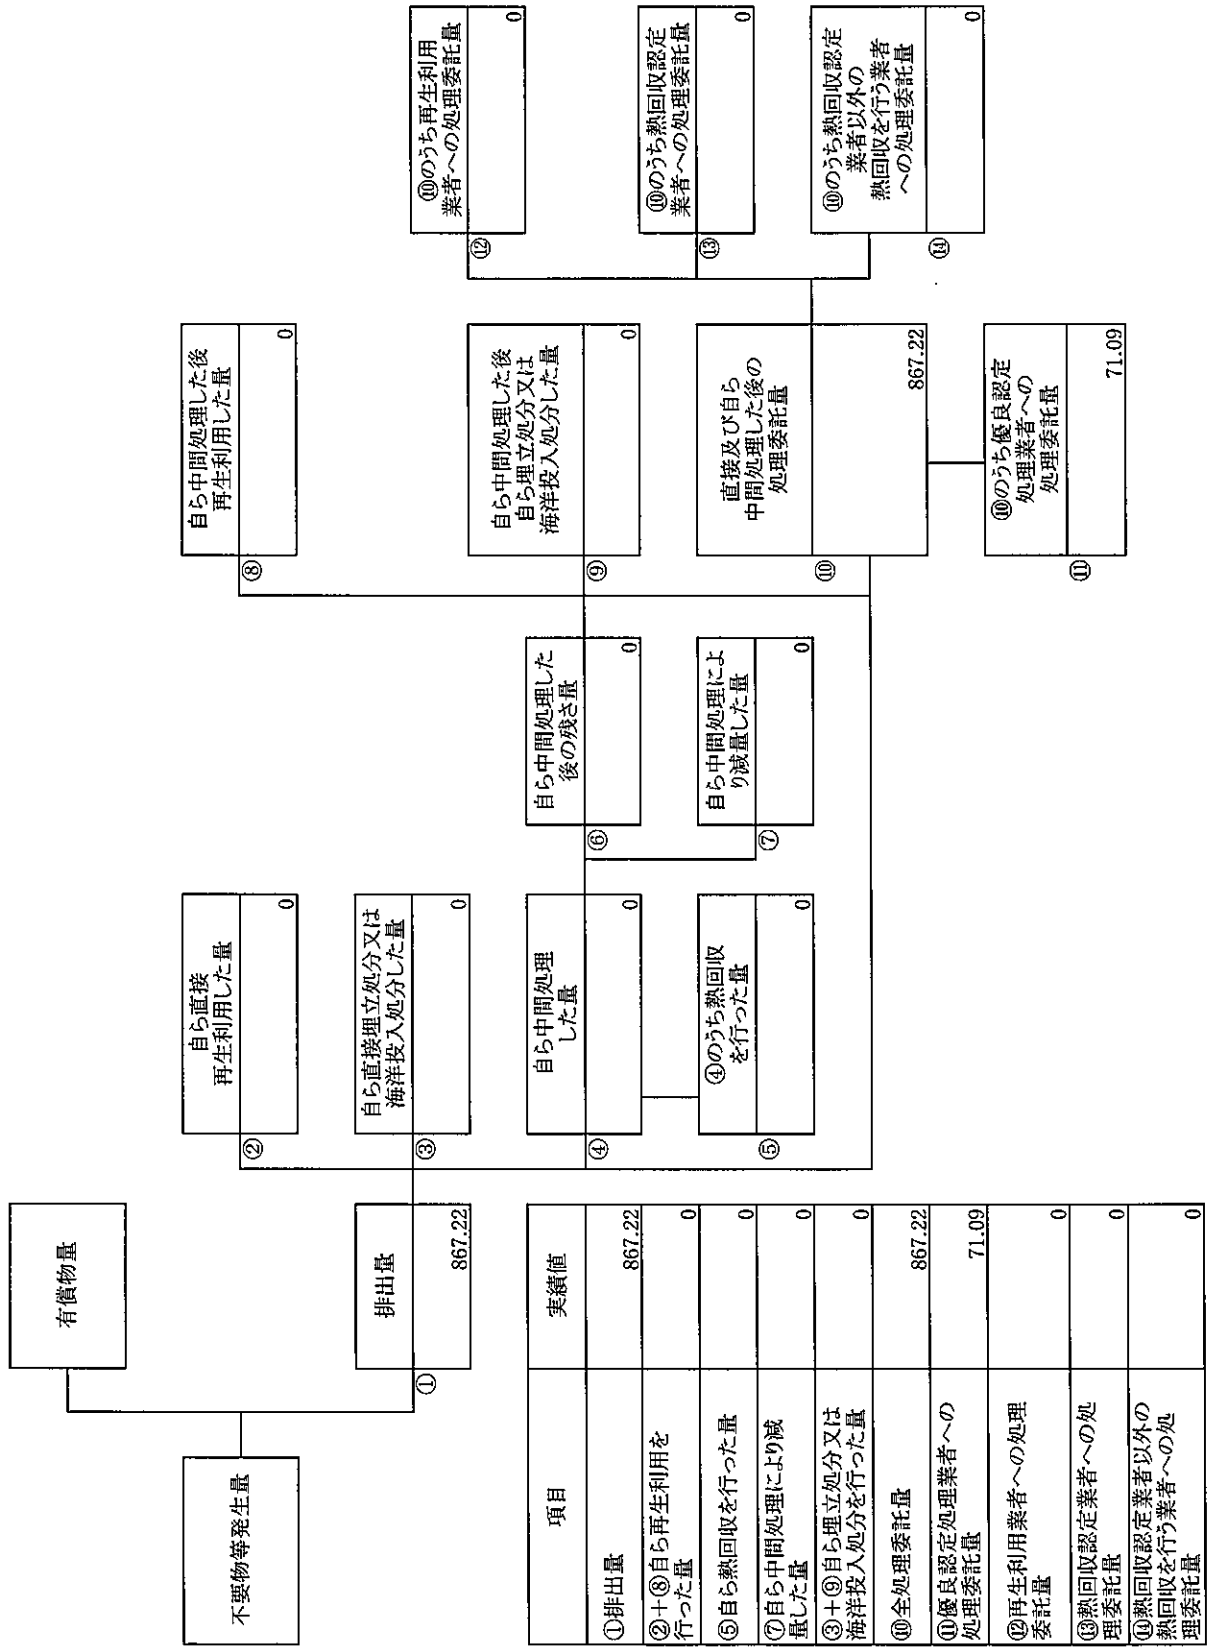 不要物等発生量
有償物量
排出量
①
867.22
自ら直接
再生利用した量
②
0
自ら直接埋立処分又は
海洋投入処分した量
③
0
自ら中間処理
した量
④
0
④のうち熱回収
を行った量
⑤
0
自ら中間処理した
後の残さ量
⑥
0
自ら中間処理によ
り減量した量
⑦
0
自ら中間処理した後
再生利用した量
⑧
0
自ら中間処理した後
自ら埋立処分又は
海洋投入処分した量
⑨
0
直接及び自ら
中間処理した後の
処理委託量
⑩
867.22
⑩のうち優良認定
処理業者への
処理委託量
⑪
71.09
⑩のうち再生利用
業者への処理委託量
⑫
0
⑩のうち熱回収認定
業者への処理委託量
⑬
0
⑩のうち熱回収認定
業者以外の
熱回収を行う業者
への処理委託量
⑭
0
項目 実績値
①排出量 867.22
②+⑧自ら再生利用を
行った量 0
⑤自ら熱回収を行った量 0
⑦自ら中間処理により減
量した量 0
③+⑨自ら埋立処分又は
海洋投入処分を行った量 0
⑩全処理委託量 867.22
⑪優良認定処理業者への
処理委託量 71.09
⑫再生利用業者への処理
委託量 0
⑬熱回収認定業者への処
理委託量 0
⑭熱回収認定業者以外の
熱回収を行う業者への処
理委託量 0